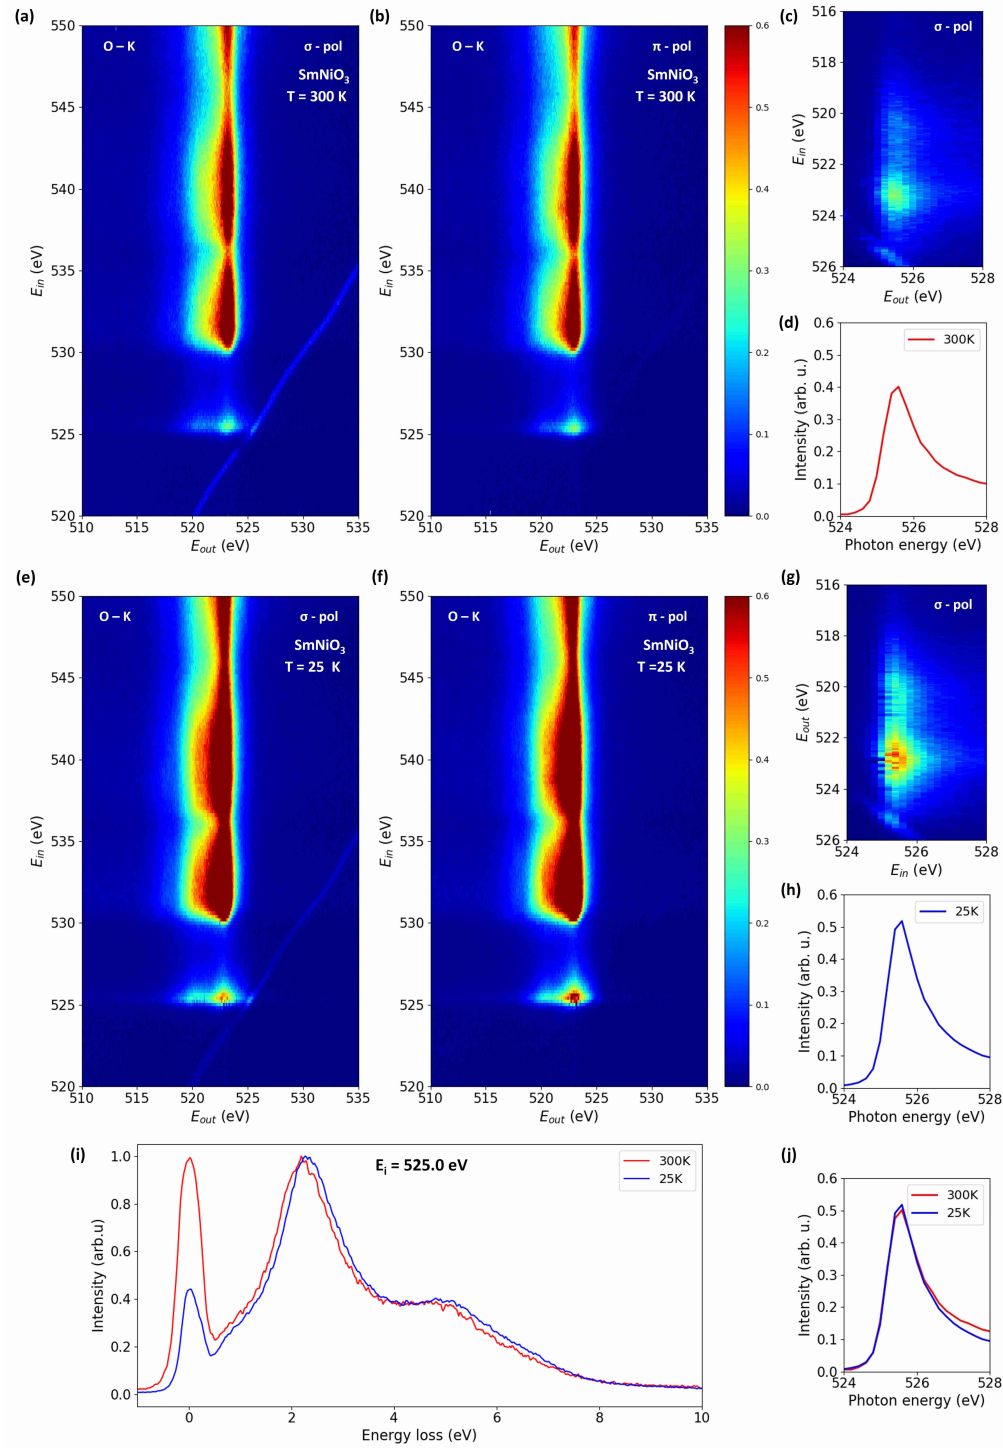 (a)
O – K
σ - pol
SmNiO3
T = 300 K
550
545
540
535
530
525
520
Ein (eV)
510
515
520
525
530
535
Eout (eV)
(b)
O – K
π - pol
SmNiO3
T = 300 K
550
545
540
535
530
525
520
Ein (eV)
510
515
520
525
530
535
Eout (eV)
0.6
0.5
0.4
0.3
0.2
0.1
0.0
(c)
σ - pol
516
518
520
522
524
526
Ein (eV)
524
526
528
Eout (eV)
(d)
300K
0.6
0.5
0.4
0.3
0.2
0.1
0.0
Intensity (arb. u.)
524
526
528
Photon energy (eV)
(e)
O – K
σ - pol
SmNiO3
T = 25 K
550
545
540
535
530
525
520
Ein (eV)
510
515
520
525
530
535
Eout (eV)
(f)
O – K
π - pol
SmNiO3
T =25 K
550
545
540
535
530
525
520
Ein (eV)
510
515
520
525
530
535
Eout (eV)
0.6
0.5
0.4
0.3
0.2
0.1
0.0
(g)
σ - pol
516
518
520
522
524
526
Eout (eV)
524
526
528
Ein (eV)
(h)
25K
0.6
0.5
0.4
0.3
0.2
0.1
0.0
Intensity (arb. u.)
524
526
528
Photon energy (eV)
(i)
Ei = 525.0 eV
300K
25K
1.0
0.8
0.6
0.4
0.2
0.0
Intensity (arb.u)
0
2
4
6
8
10
Energy loss (eV)
(j)
300K
25K
0.6
0.5
0.4
0.3
0.2
0.1
0.0
Intensity (arb. u.)
524
526
528
Photon energy (eV)